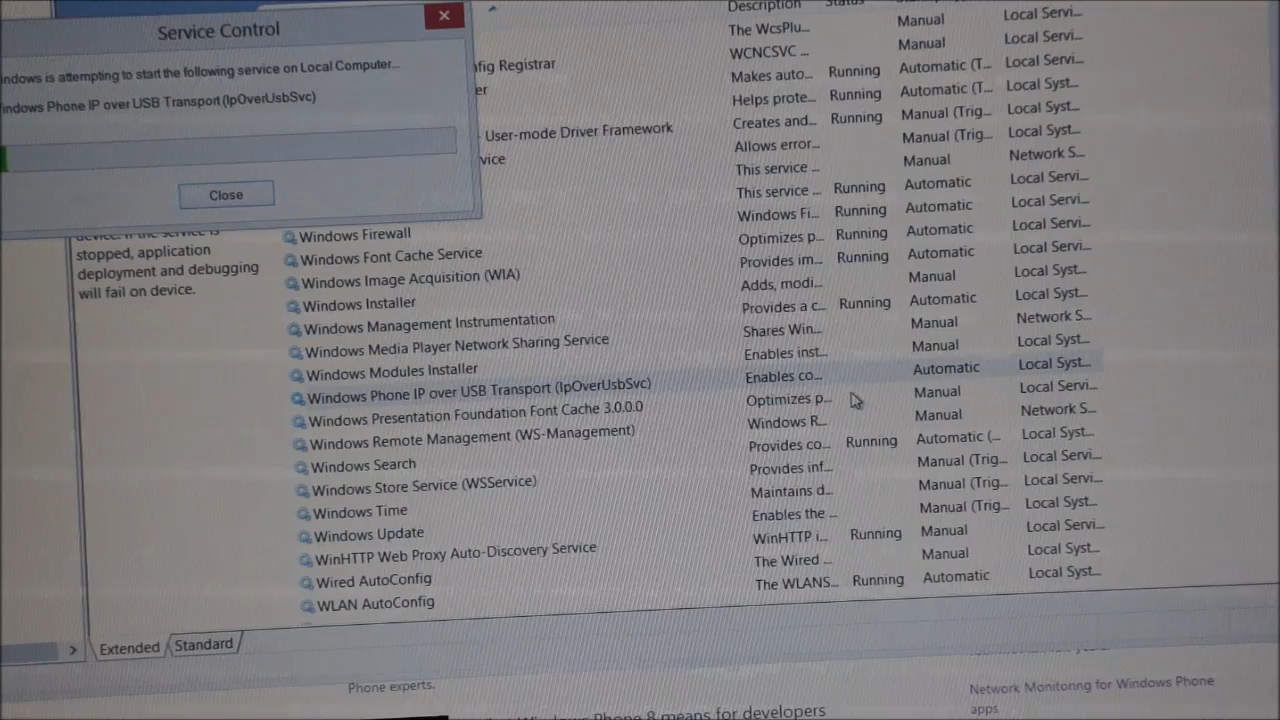 Service Control
ndows is attempting to start the following service on Local Computer...
indows Phone IP over USB Transport (IpOverUsbSvc)
Close
stopped, application
deployment and debugging
will fail on device.
Description
fig Registrar
er
User-mode Driver Framework
vice
Windows Firewall
Windows Font Cache Service
Windows Image Acquisition (WIA)
Windows Installer
Windows Management Instrumentation
Windows Media Player Network Sharing Service
Windows Modules Installer
Windows Phone IP over USB Transport (IpOverUsbSvc)
Windows Presentation Foundation Font Cache 3.0.0.0
Windows Remote Management (WS-Management)
Windows Search
Windows Store Service (WSService)
Windows Time
Windows Update
WinHTTP Web Proxy Auto-Discovery Service
Wired AutoConfig
WLAN AutoConfig
The WcsPlu... Manual Local Servi...
WCNCSVC ... Manual Local Servi...
Makes auto... Running Automatic (T... Local Servi...
Helps prote... Running Automatic (T... Local Syst...
Creates and... Running Manual (Trig... Local Syst...
Allows error... Manual (Trig... Local Syst...
This service ... Manual Network S...
This service ... Running Automatic Local Servi...
Windows Fi... Running Automatic Local Servi...
Optimizes p... Running Automatic Local Servi...
Provides im... Running Automatic Local Servi...
Adds, modi... Manual Local Syst...
Provides a c... Running Automatic Local Syst...
Shares Win... Manual Network S...
Enables inst... Manual Local Syst...
Enables co... Automatic Local Syst...
Optimizes p... Manual Local Servi...
Windows R... Manual Network S...
Provides co... Running Automatic (... Local Syst...
Provides inf... Manual (Trig... Local Servi...
Maintains d... Manual (Trig... Local Servi...
Enables the ... Manual (Trig... Local Syst...
WinHTTP i... Running Manual Local Servi...
The Wired ... Manual Local Syst...
The WLANS... Running Automatic Local Syst...
Extended Standard
Phone experts.
Phone 8 means for developers
Network Monitoring for Windows Phone
apps